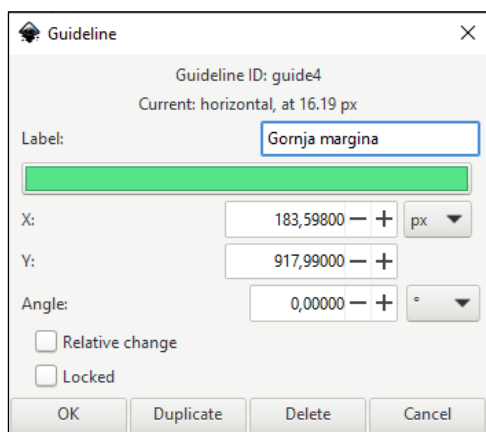 Guideline
Guideline ID: guide4
Current: horizontal, at 16.19 px
Label: Gornja margina
X: 183,59800 px
Y: 917,99000
Angle: 0,00000 °
Relative change
Locked
OK Duplicate Delete Cancel